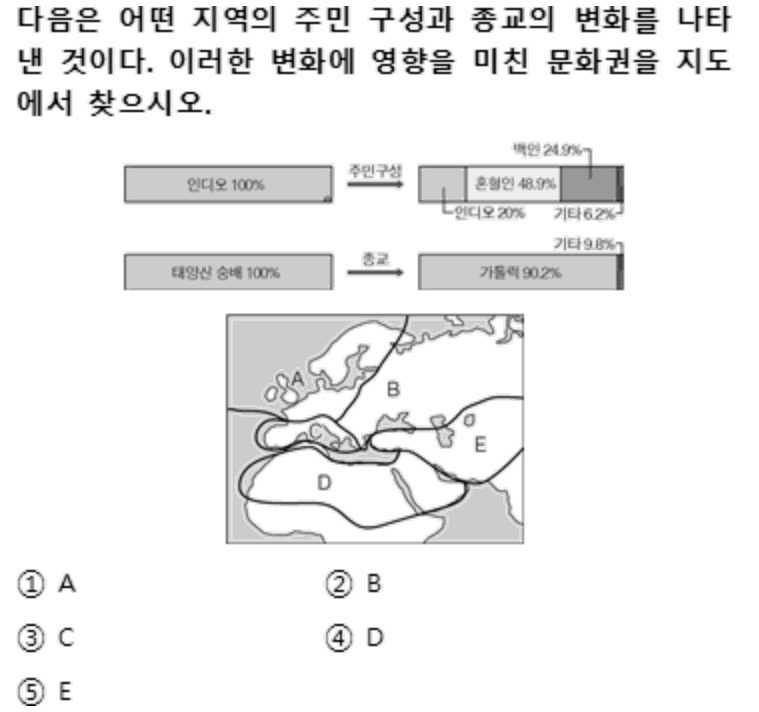 다음은 어떤 지역의 주민 구성과 종교의 변화를 나타
낸 것이다. 이러한 변화에 영향을 미친 문화권을 지도
에서 찾으시오.
백인 24.9%
인디오 100%
주민구성
혼혈인 48.9%
인디오 20%
기타 6.2%
기타 9.8%
태양신 숭배 100%
종교
가톨릭 90.2%
A
B
E
D
① A
② B
③ C
④ D
⑤ E